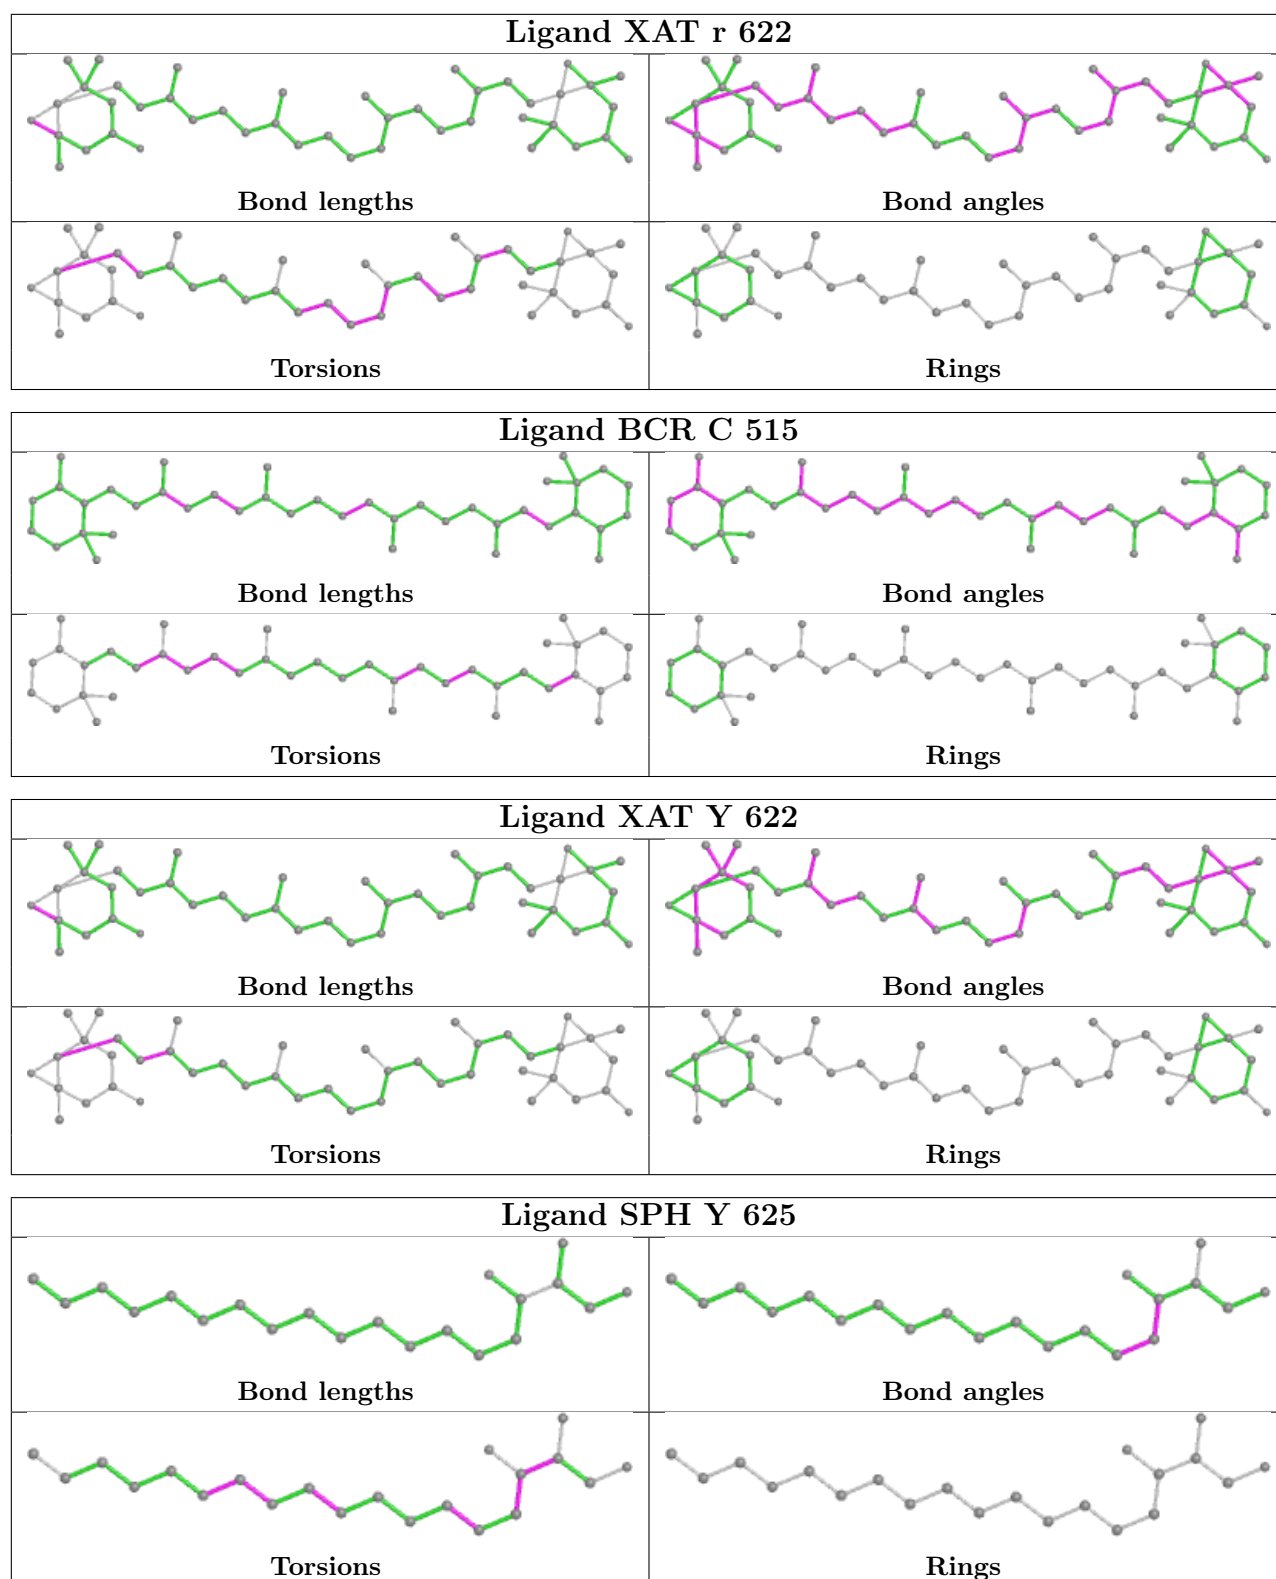 Ligand XAT r 622
Bond lengths
Bond angles
Torsions
Rings
Ligand BCR C 515
Bond lengths
Bond angles
Torsions
Rings
Ligand XAT Y 622
Bond lengths
Bond angles
Torsions
Rings
Ligand SPH Y 625
Bond lengths
Bond angles
Torsions
Rings